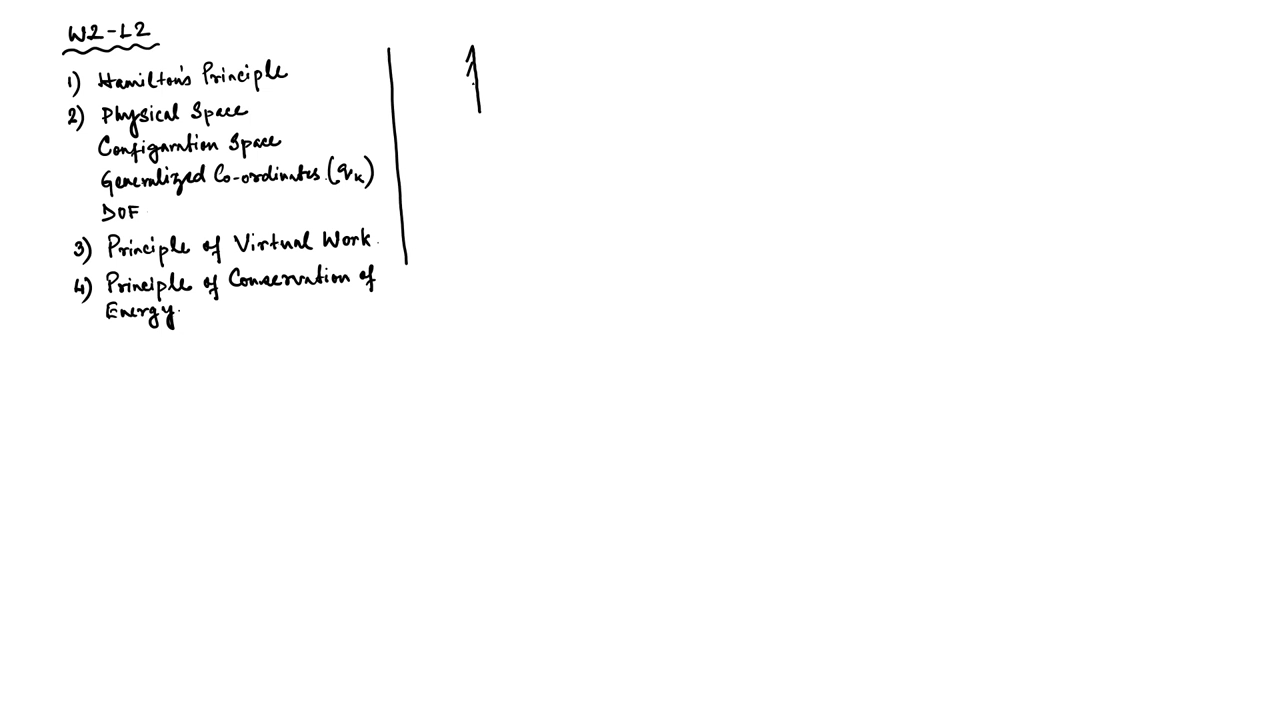 W2-L2
1) Hamilton's Principle
2) Physical Space
Configuration Space
Generalized Co-ordinates (qk)
DOF
3) Principle of Virtual Work.
4) Principle of Conservation of
Energy.